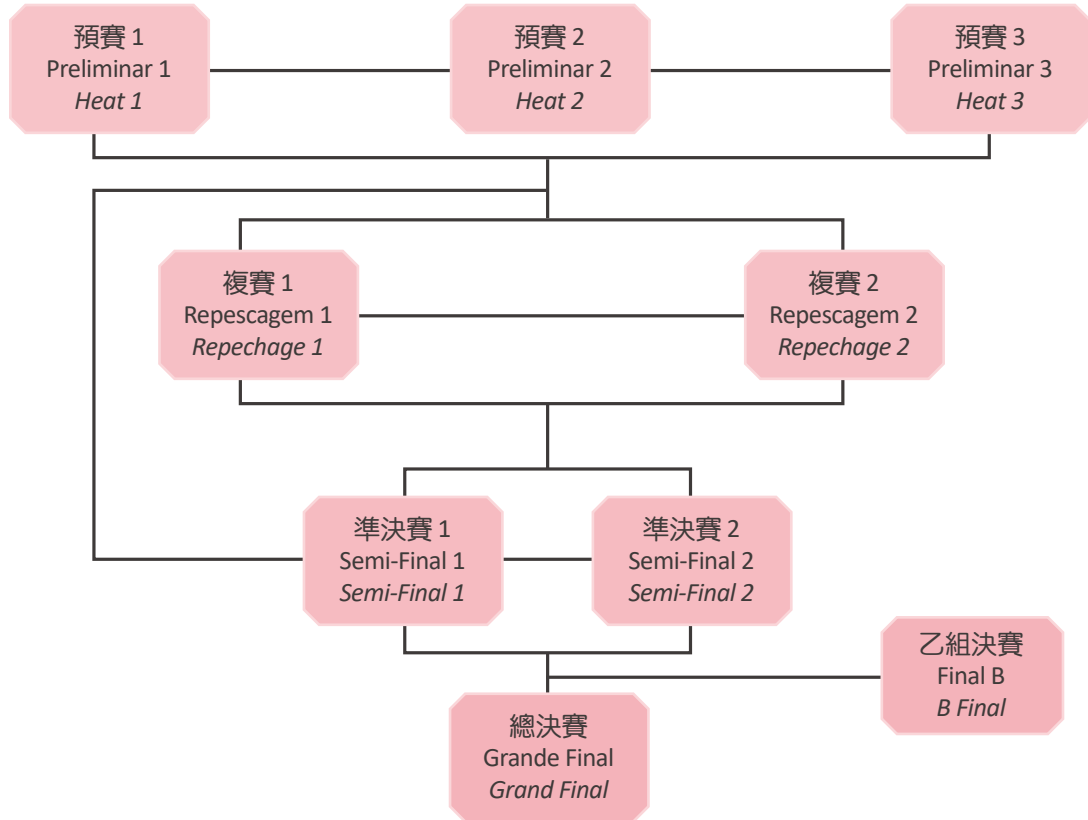 預賽 1
Preliminar 1
Heat 1
預賽 2
Preliminar 2
Heat 2
預賽 3
Preliminar 3
Heat 3
複賽 1
Repescagem 1
Repechage 1
複賽 2
Repescagem 2
Repechage 2
準決賽 1
Semi-Final 1
Semi-Final 1
準決賽 2
Semi-Final 2
Semi-Final 2
乙組決賽
Final B
B Final
總決賽
Grande Final
Grand Final